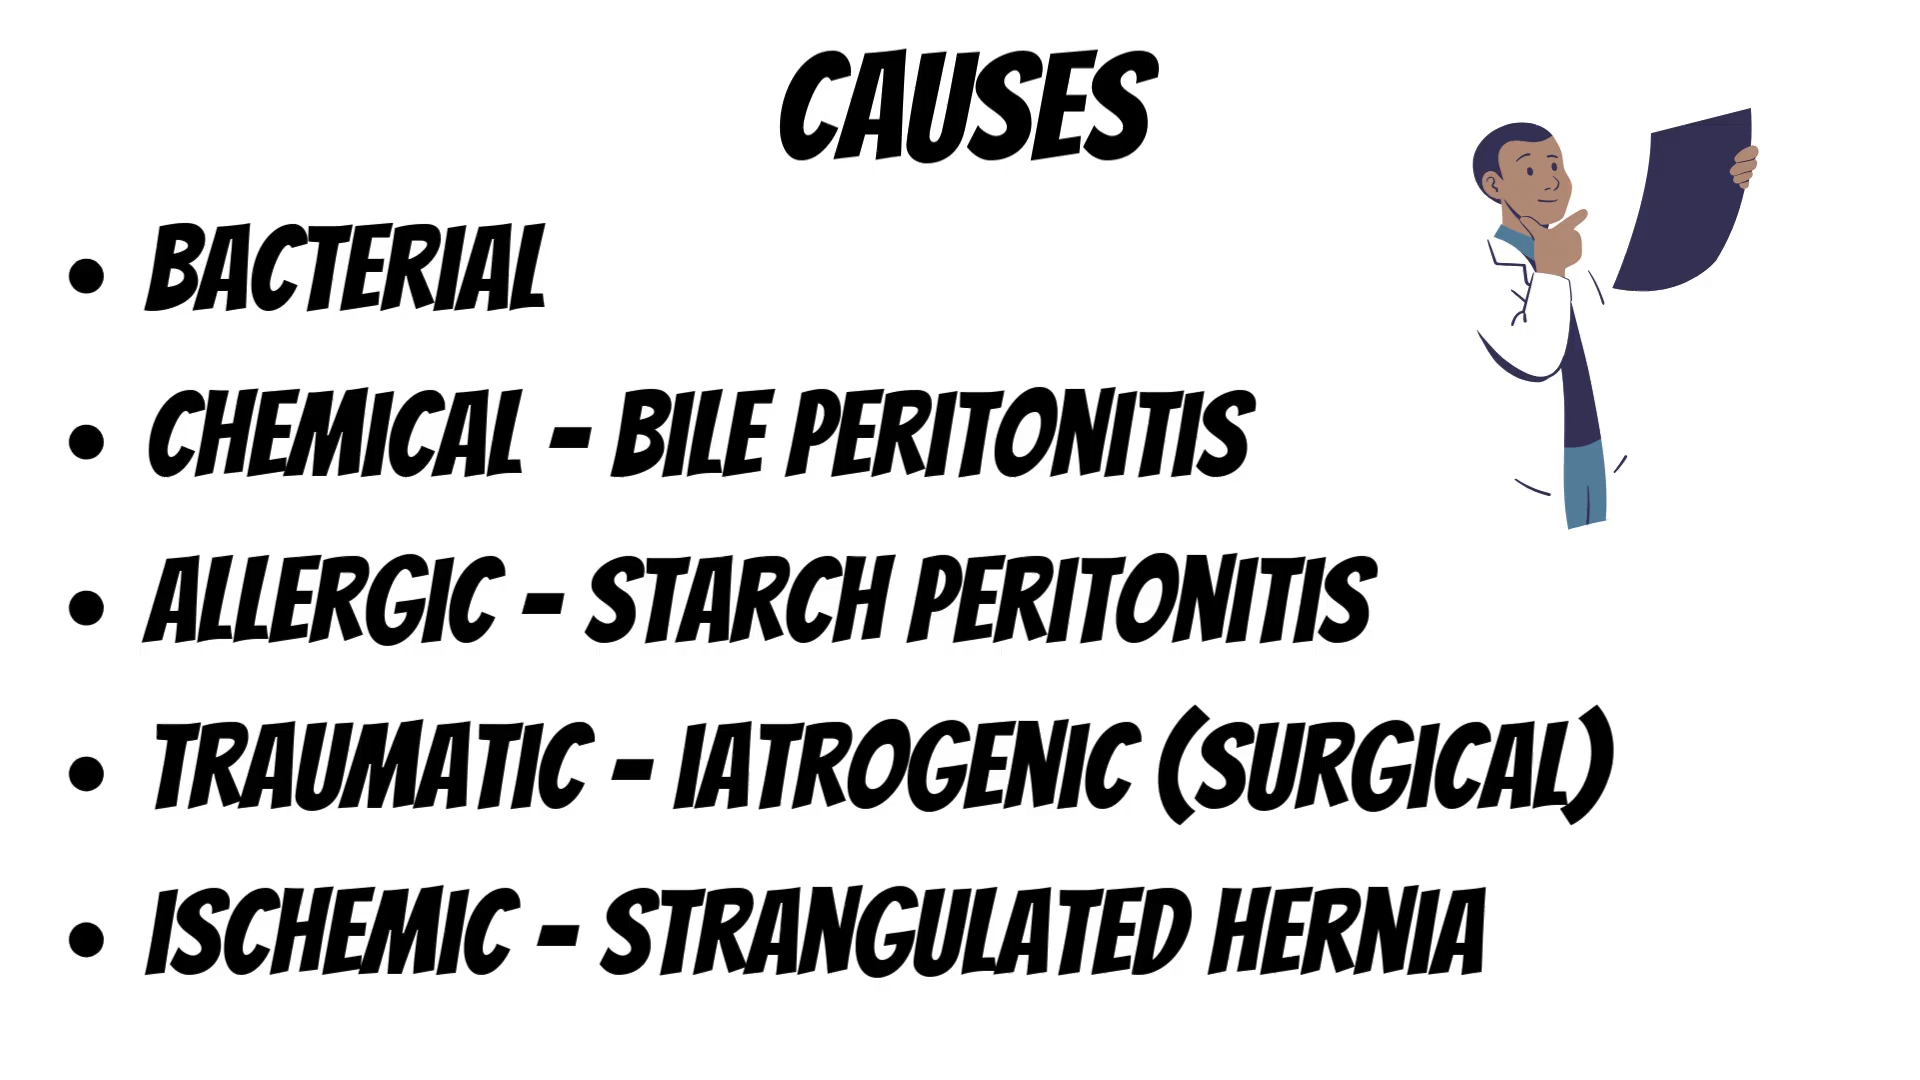 CAUSES
• BACTERIAL
• CHEMICAL - BILE PERITONITIS
• ALLERGIC - STARCH PERITONITIS
• TRAUMATIC - IATROGENIC (SURGICAL)
• ISCHEMIC - STRANGULATED HERNIA